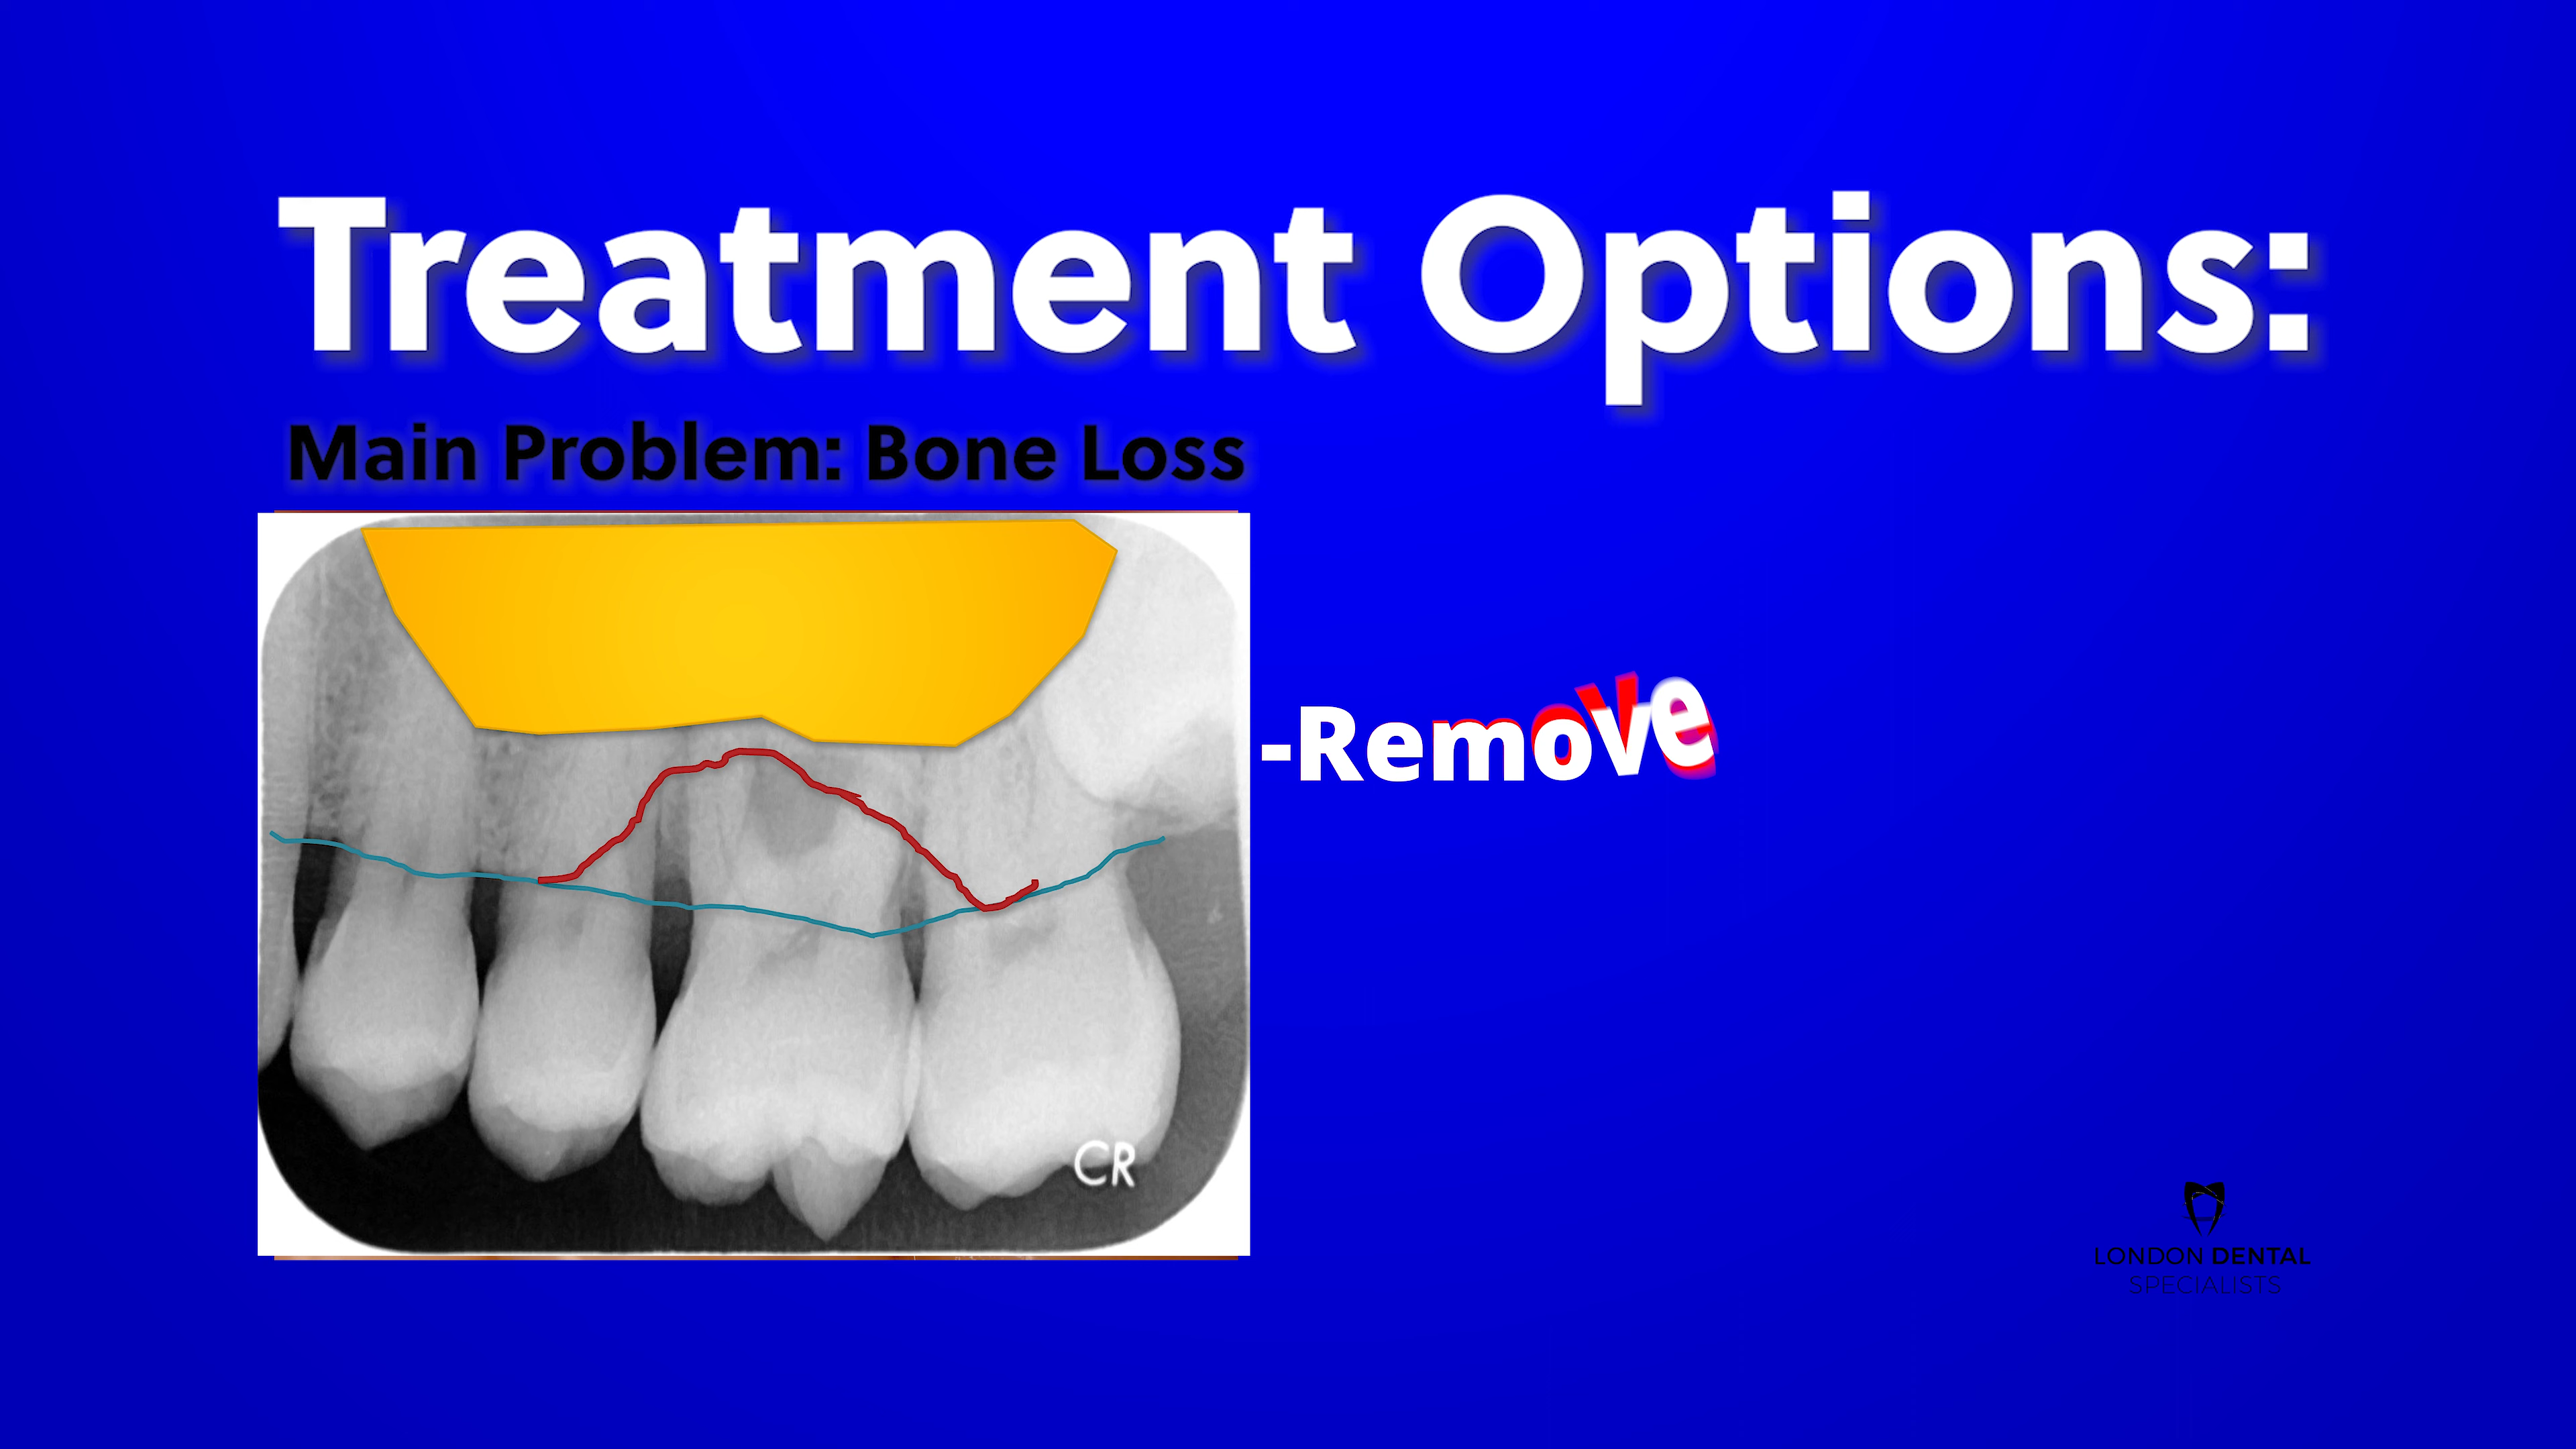 Treatment Options:
Main Problem: Bone Loss
-Remove
CR
LONDON DENTAL
SPECIALISTS